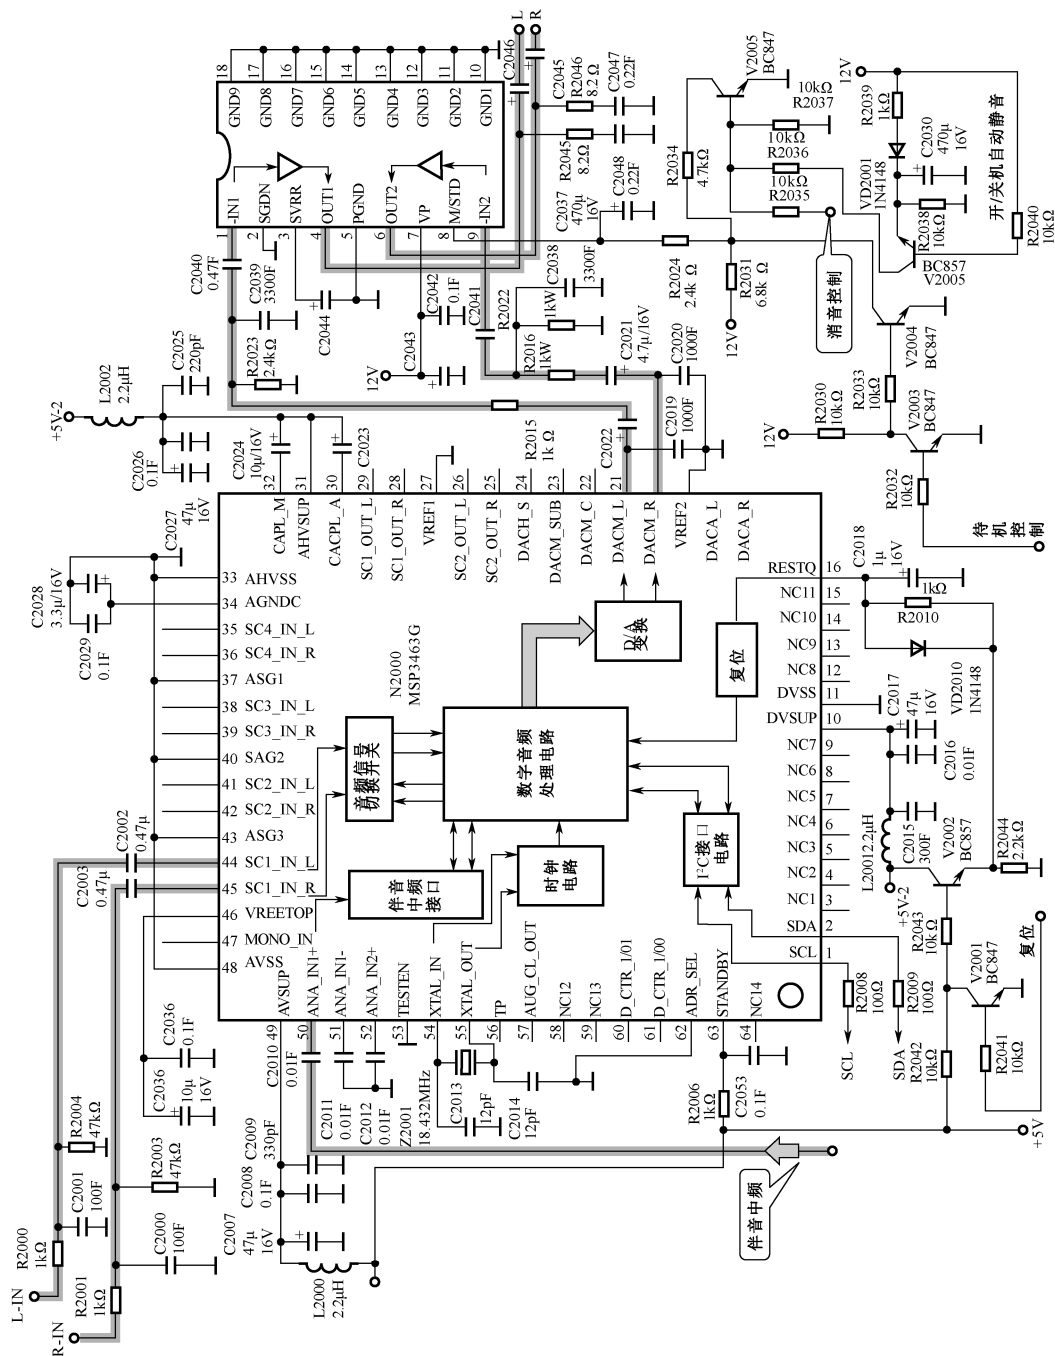 L
R
C2046
18
17
16
15
14
13
12
11
10
GND9
GND8
GND7
GND6
GND5
GND4
GND3
GND2
GND1
-IN1
SGDN
SVRR
OUT1
PGND
OUT2
VP
M/STD
-IN2
1
2
3
4
5
6
7
8
9
C2045
R2046
8.2 Ω
C2047
0.22F
R2045
8.2Ω
C2048
0.22F
C2037
470μ
16V
C2038
3300F
R2034
4.7kΩ
V2005
BC847
10kΩ
R2037
10kΩ
R2036
10kΩ
R2035
12V
R2039
1kΩ
VD2001
1N4148
C2030
470μ
16V
R2038
10kΩ
开/关机自动静音
R2040
10kΩ
BC857
V2005
消音控制
C2040
0.47F
C2039
3300F
R2023
2.4kΩ
C2044
C2042
0.1F
C2043
12V
C2041
R2022
1kW
R2016
1kW
C2021
4.7μ/16V
C2020
1000F
C2019
1000F
C2022
R2015
1k Ω
R2024
2.4k Ω
R2031
6.8k Ω
12V
V2004
BC847
R2033
10kΩ
R2030
10kΩ
12V
V2003
BC847
R2032
10kΩ
待机控制
+5V-2
L2002
2.2μH
C2025
220pF
C2026
0.1F
C2027
47μ
16V
C2024
10μ/16V
C2023
32
31
30
29
28
27
26
25
24
23
22
21
CAPL_M
AHVSUP
CACPL_A
SC1_OUT_L
SC1_OUT_R
VREF1
SC2_OUT_L
SC2_OUT_R
DACH_S
DACM_SUB
DACM_C
DACM_L
DACM_R
VREF2
DACA_L
DACA_R
C2028
3.3μ/16V
C2029
0.1F
33 AHVSS
34 AGNDC
35 SC4_IN_L
36 SC4_IN_R
37 ASG1
38 SC3_IN_L
39 SC3_IN_R
40 SAG2
41 SC2_IN_L
42 SC2_IN_R
43 ASG3
44 SC1_IN_L
45 SC1_IN_R
46 VREETOP
47 MONO_IN
48 AVSS
N2000
MSP3463G
音频信号
切换开关
数字音频
处理电路
D/A
变换
复位
伴音
中频
接口
时钟
电路
I²C接口
电路
RESTQ 16
NC11 15
NC10 14
NC9 13
NC8 12
DVSS 11
DVSUP 10
NC7 9
NC6 8
NC5 7
NC4 6
NC3 5
NC2 4
NC1 3
SDA 2
SCL 1
C2018
1μ
16V
1kΩ
R2010
VD2010
1N4148
C2017
47μ
16V
C2016
0.01F
L20012.2μH
C2015
300F
V2002
BC857
R2044
2.2kΩ
+5V-2
R2043
10kΩ
V2001
BC847
复位
R2041
10kΩ
R2042
10kΩ
R2008
100Ω
R2009
100Ω
SCL
SDA
+5V
C2002
0.47μ
C2003
0.47μ
AVSUP
ANA_IN1+
ANA_IN1-
ANA_IN2+
TESTEN
XTAL_IN
XTAL_OUT
TP
AUG_CL_OUT
NC12
NC13
D_CTR_1/01
D_CTR_1/00
ADR_SEL
STANDBY
NC14
49
50
51
52
53
54
55
56
57
58
59
60
61
62
63
64
C2036
0.1F
C2036
10μ
16V
R2004
47kΩ
R2003
47kΩ
C2001
100F
C2000
100F
R2000
1kΩ
R2001
1kΩ
L-IN
R-IN
C2010
0.01F
C2011
0.01F
C2012
0.01F
Z2001
18.432MHz
C2013
12pF
C2014
12pF
C2009
330pF
C2008
0.1F
C2007
47μ
16V
L2000
2.2μH
R2006
1kΩ
C2053
0.1F
伴音中频